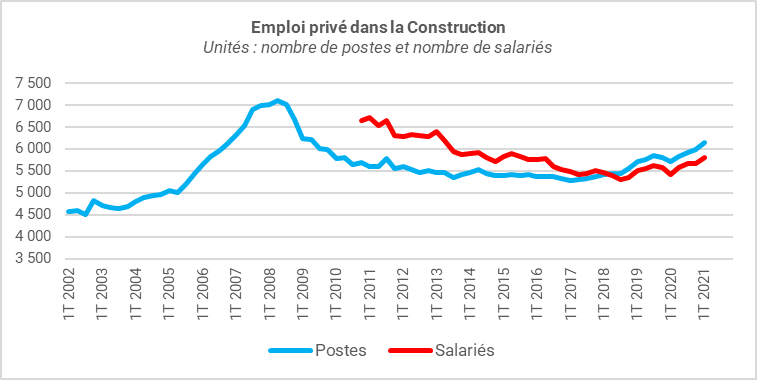 Emploi privé dans la Construction
Unités : nombre de postes et nombre de salariés
7 500
7 000
6 500
6 000
5 500
5 000
4 500
4 000
3 500
1T 2002
1T 2003
1T 2004
1T 2005
1T 2006
1T 2007
1T 2008
1T 2009
1T 2010
1T 2011
1T 2012
1T 2013
1T 2014
1T 2015
1T 2016
1T 2017
1T 2018
1T 2019
1T 2020
1T 2021
Postes
Salariés